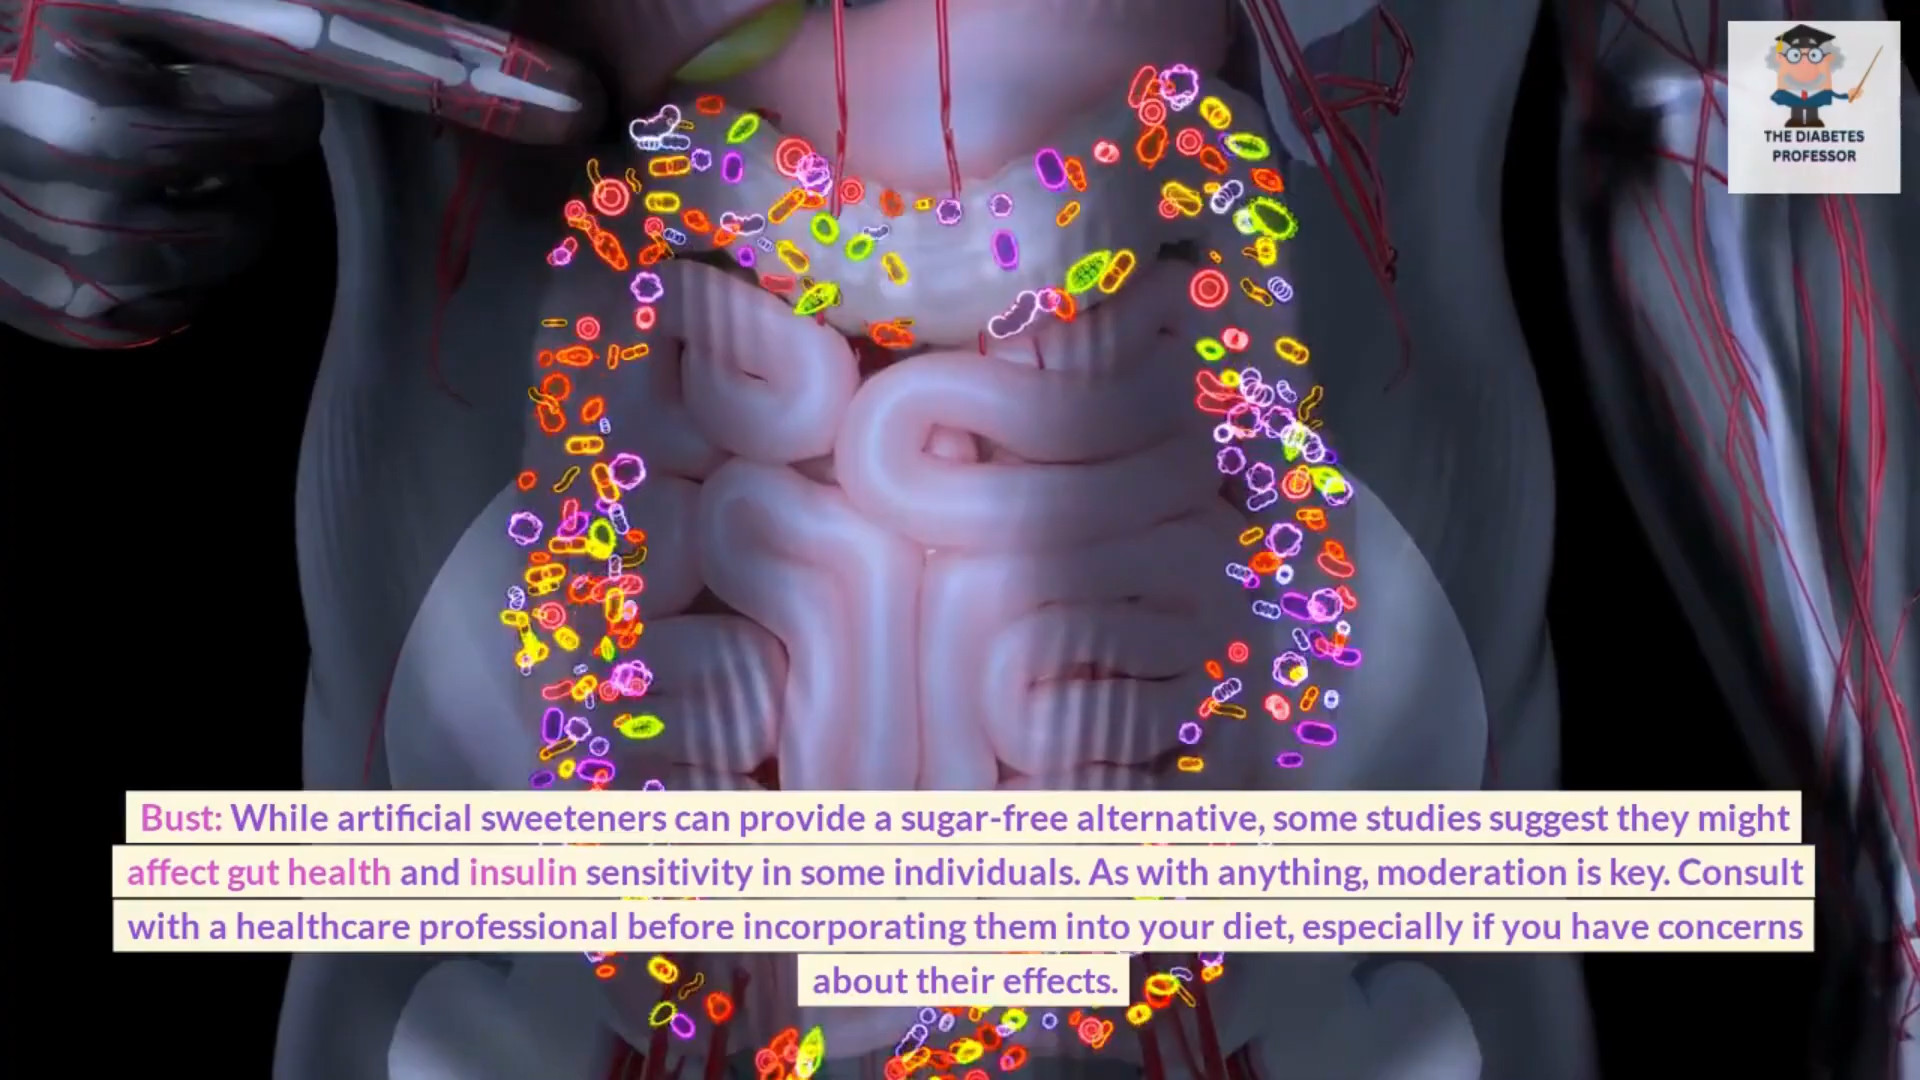 THE DIABETES
PROFESSOR
Bust: While artificial sweeteners can provide a sugar-free alternative, some studies suggest they might
affect gut health and insulin sensitivity in some individuals. As with anything, moderation is key. Consult
with a healthcare professional before incorporating them into your diet, especially if you have concerns
about their effects.